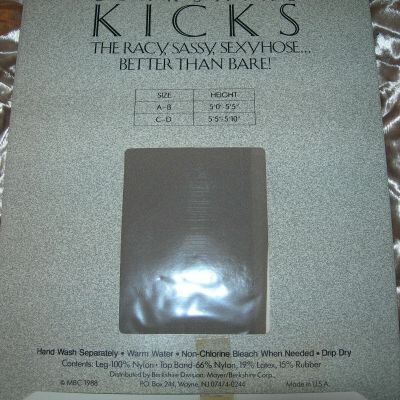 KICKS
THE RACY, SASSY, SEXYHOSE...
BETTER THAN BARE!
SIZE HEIGHT
A-B 5'0"-5'5"
C-D 5'5"-5'10"
Hand Wash Separately • Warm Water • Non-Chlorine Bleach When Needed • Drip Dry
Contents: Leg-100% Nylon • Top Band-66% Nylon, 19% Latex, 15% Rubber
Distributed by Berkshire Division: Mayer/Berkshire Corp.,
© MBC 1988 P.O. Box 244, Wayne, NJ 07474-0244 Made in U.S.A.